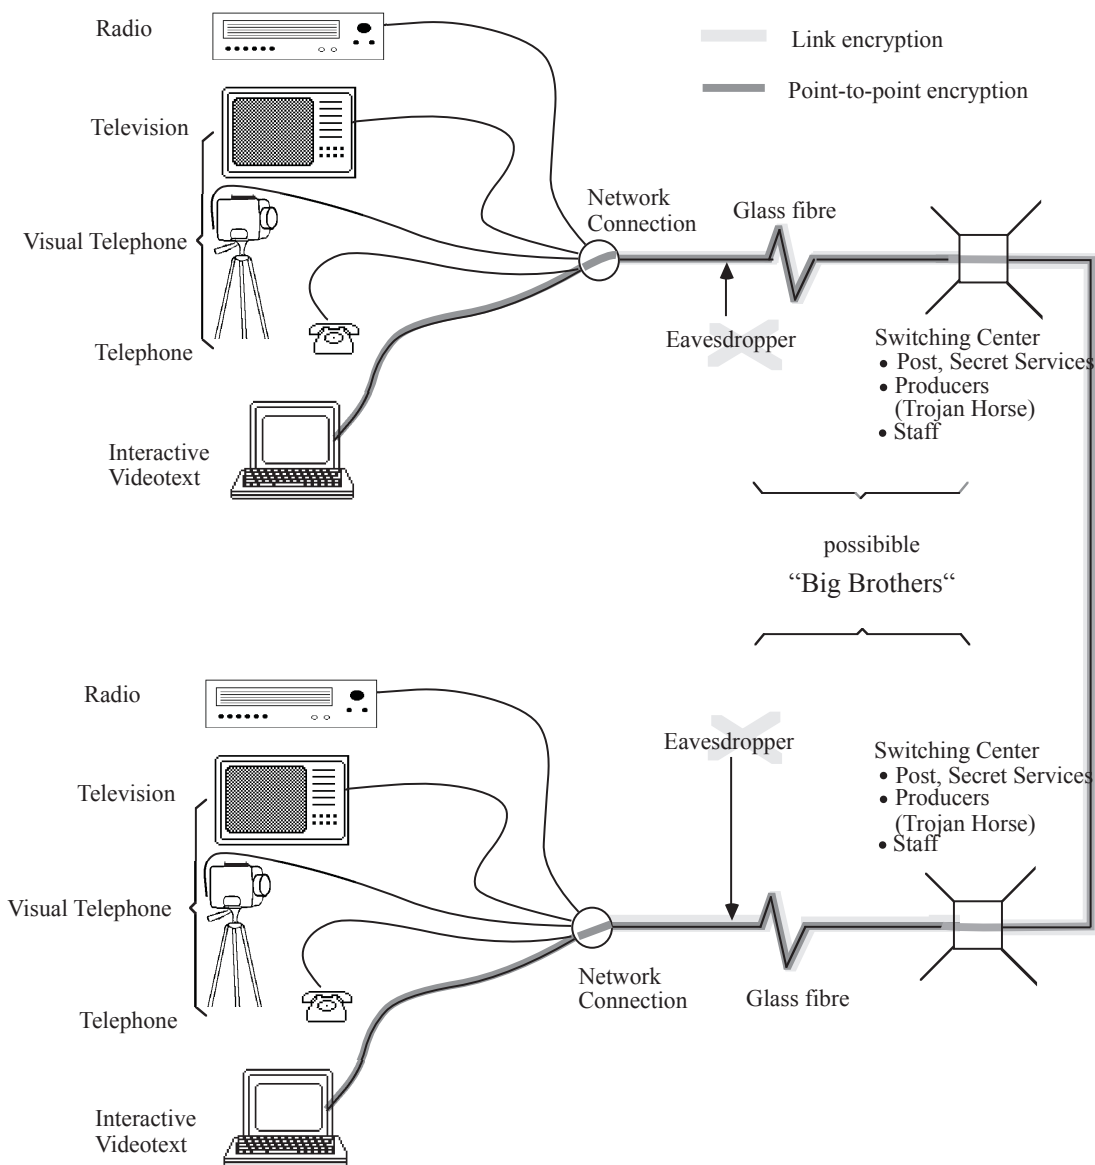 Radio
Link encryption
Point-to-point encryption
Television
Network
Connection
Glass fibre
Visual Telephone
Eavesdropper
Switching Center
• Post, Secret Services
• Producers
(Trojan Horse)
• Staff
Telephone
Interactive
Videotext
possibible
“Big Brothers“
Radio
Eavesdropper
Switching Center
• Post, Secret Services
• Producers
(Trojan Horse)
• Staff
Television
Visual Telephone
Network
Connection
Glass fibre
Telephone
Interactive
Videotext